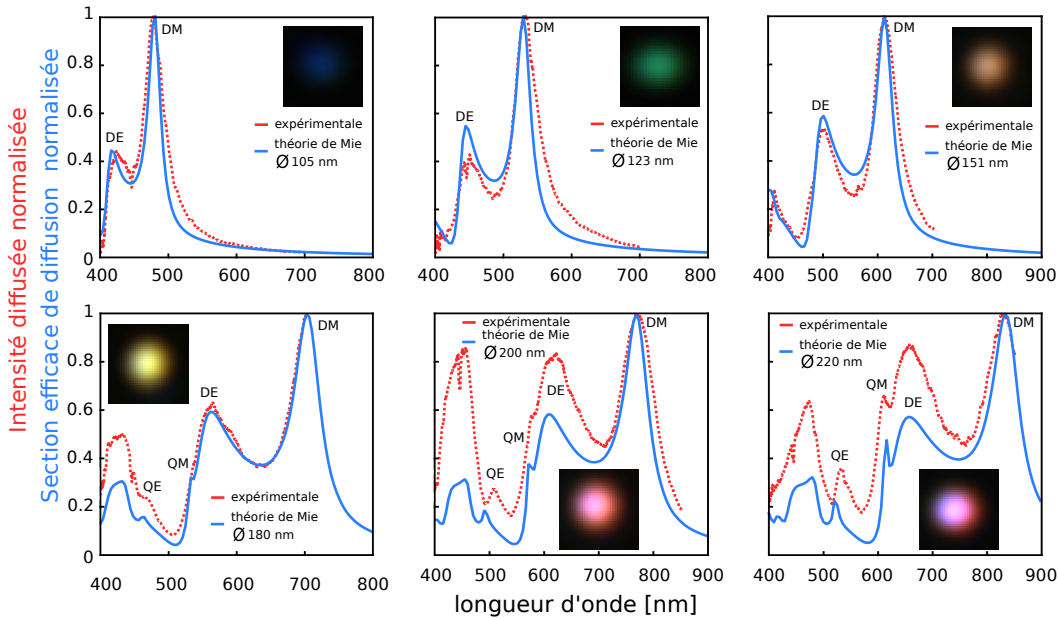 Intensité diffusée normalisée
Section efficace de diffusion normalisée
1
0.8
0.6
0.4
0.2
0
400 500 600 700 800
DE
DM
expérimentale
théorie de Mie
Ø 105 nm
400 500 600 700 800
DE
DM
expérimentale
théorie de Mie
Ø 123 nm
400 500 600 700 800
DE
DM
expérimentale
théorie de Mie
Ø 151 nm
1
0.8
0.6
0.4
0.2
0
400 500 600 700 800
QE
QM
DE
DM
expérimentale
théorie de Mie
Ø 180 nm
400 500 600 700 800 900
expérimentale
théorie de Mie
Ø 200 nm
QE
QM
DE
DM
400 500 600 700 800 900
expérimentale
théorie de Mie
Ø 220 nm
QE
QM
DE
DM
longueur d'onde [nm]